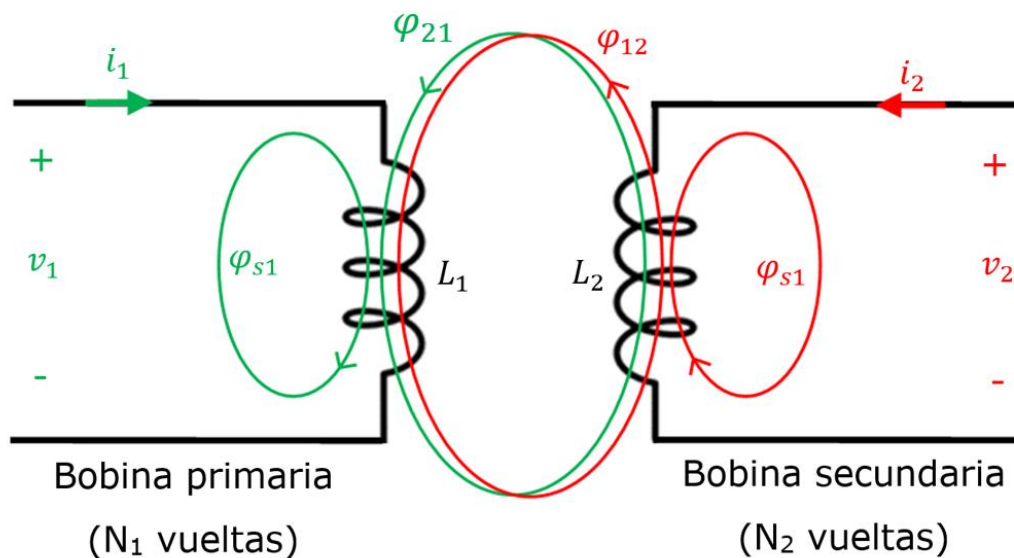 φ21
φ12
i1
i2
+
+
v1
φs1
L1
L2
φs1
v2
-
-
Bobina primaria
(N1 vueltas)
Bobina secundaria
(N2 vueltas)